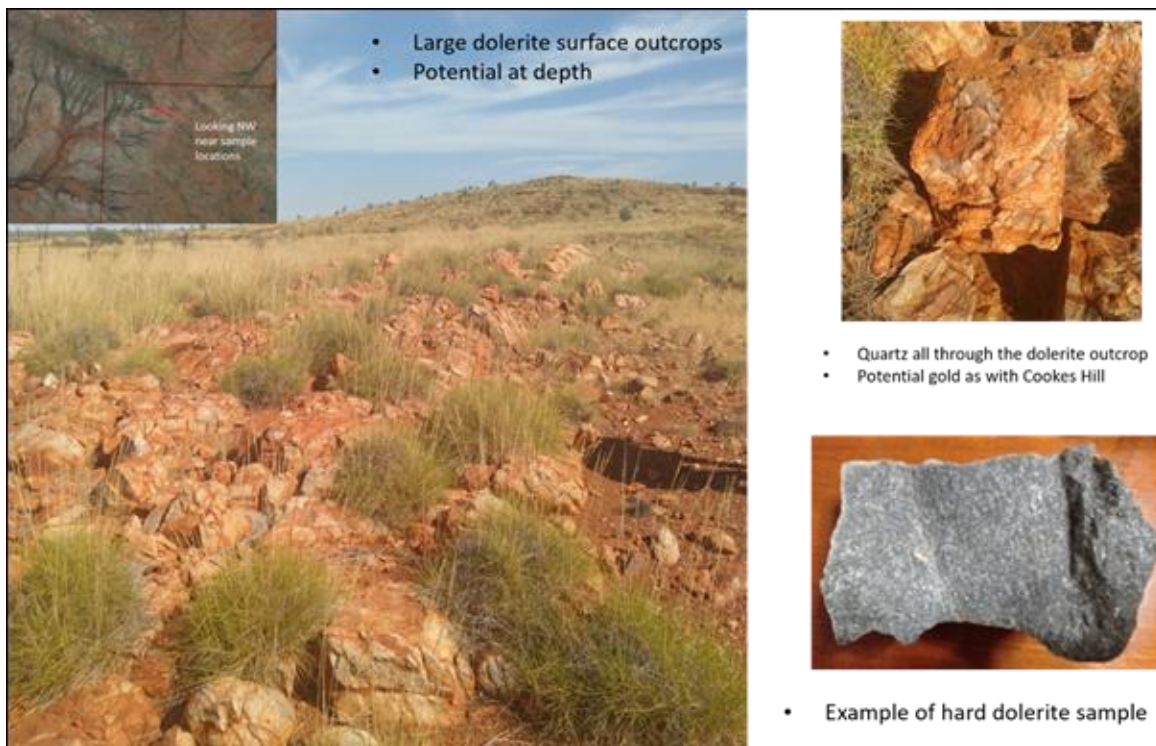 • Large dolerite surface outcrops
• Potential at depth
Looking NW
near sample
locations
• Quartz all through the dolerite outcrop
• Potential gold as with Cookes Hill
• Example of hard dolerite sample